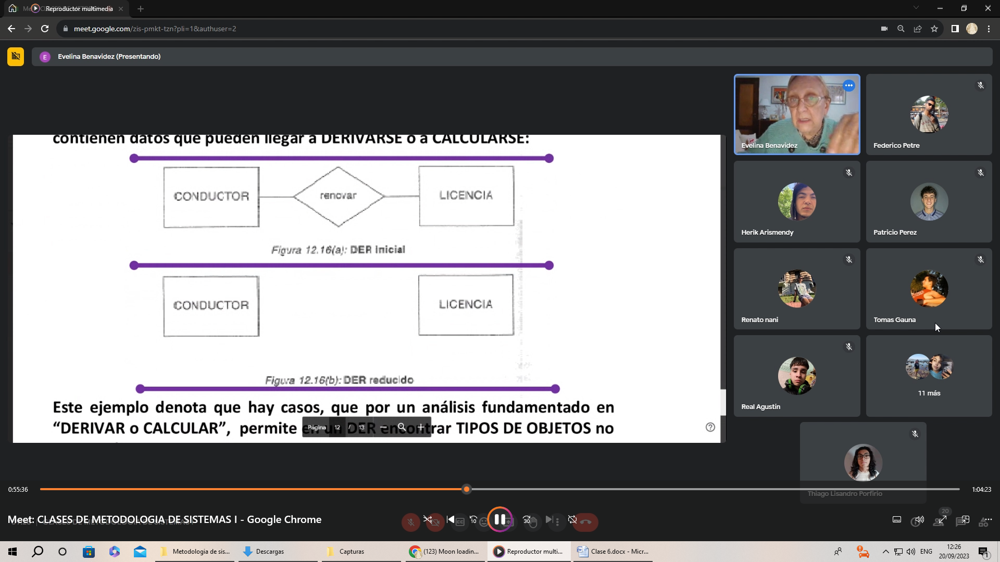 Reproductor multimedia
meet.google.com/zis-pmkt-tzn?pli=1&authuser=2
E
Evelina Benavidez (Presentando)
contienen datos que pueden llegar a DERIVARSE o a CALCULARSE:
CONDUCTOR
renovar
LICENCIA
Figura 12.16(a): DER inicial
CONDUCTOR
LICENCIA
Figura 12.16(b): DER reducido
Este ejemplo denota que hay casos, que por un análisis fundamentado en
“DERIVAR o CALCULAR”, permite en un DER encontrar TIPOS DE OBJETOS no
Página 12 / 13
Evelina Benavidez
Federico Petre
Herik Arismendy
Patricio Perez
Renato nani
Tomas Gauna
Real Agustín
11 más
Thiago Lisandro Porfirio
0:55:36
1:04:23
Meet: CLASES DE METODOLOGIA DE SISTEMAS I - Google Chrome
10
30
20
Metodologia de sis...
Descargas
Capturas
(123) Moon loadin...
Reproductor multi...
Clase 6.docx - Micr...
ENG
12:26
20/09/2023
1